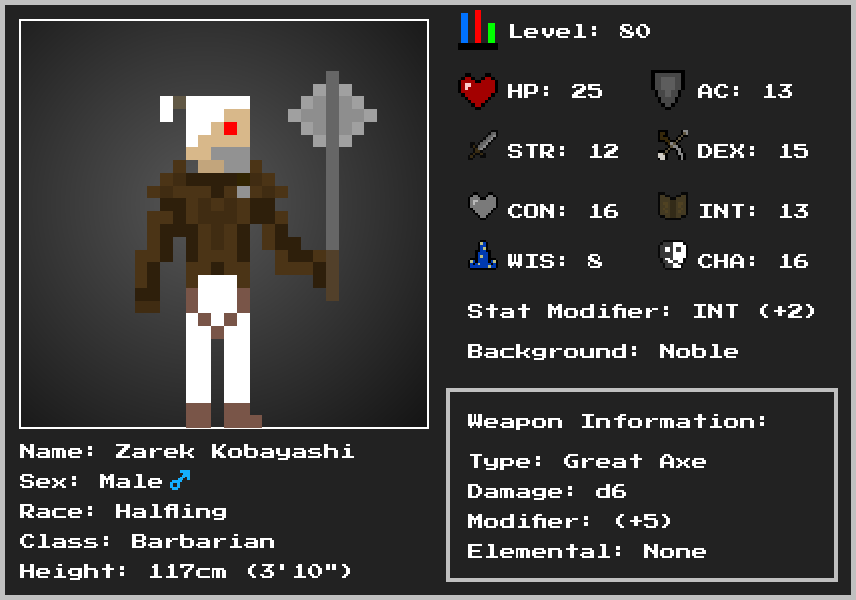 Level: 80
HP: 25
AC: 13
STR: 12
DEX: 15
CON: 16
INT: 13
WIS: 8
CHA: 16
Stat Modifier: INT (+2)
Background: Noble
Weapon Information:
Type: Great Axe
Damage: d6
Modifier: (+5)
Elemental: None
Name: Zarek Kobayashi
Sex: Male♂
Race: Halfling
Class: Barbarian
Height: 117cm (3'10")